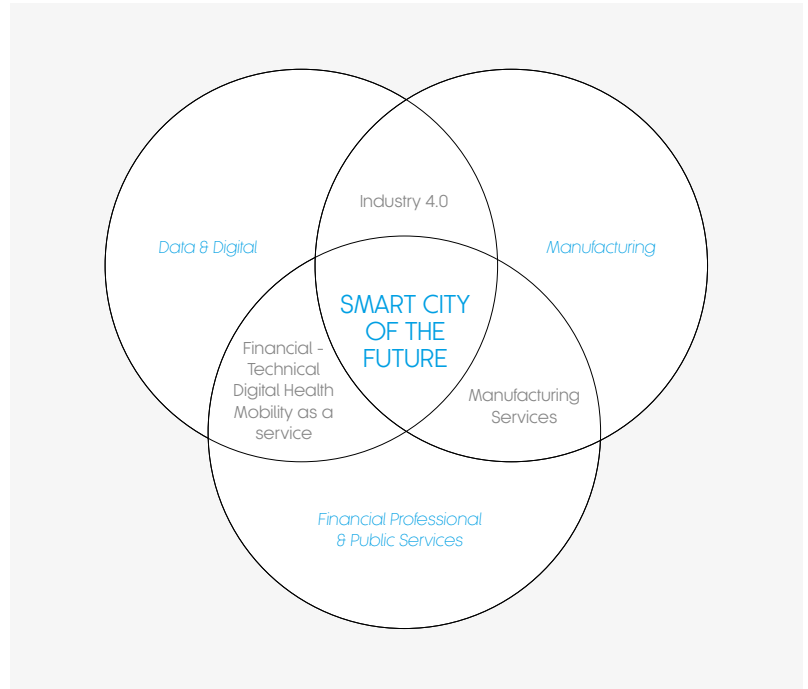 Industry 4.0
Data & Digital
Manufacturing
SMART CITY
OF THE
FUTURE
Financial -
Technical
Digital Health
Mobility as a
service
Manufacturing
Services
Financial Professional
& Public Services